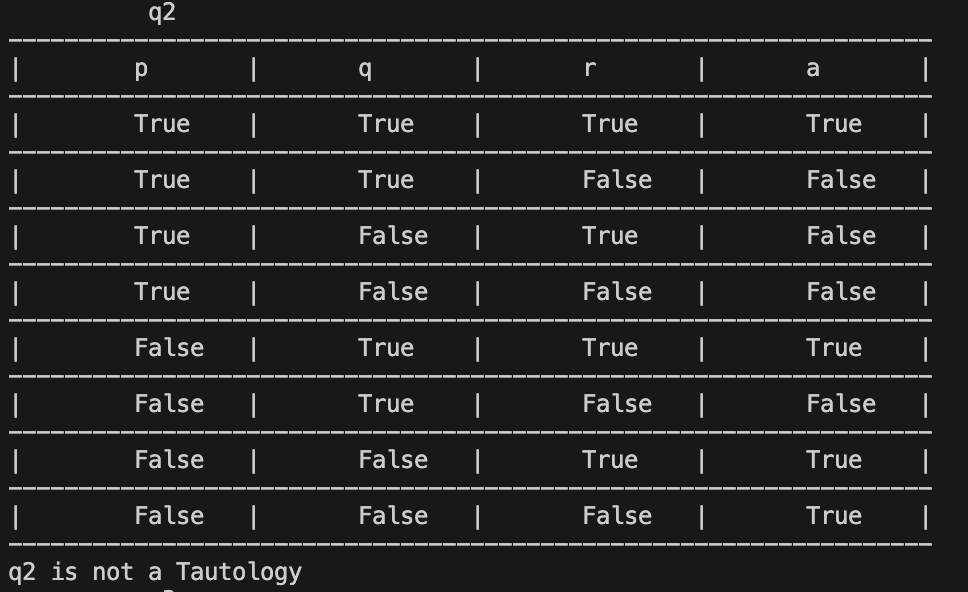 q2
| p | q | r | a |
| True | True | True | True |
| True | True | False | False |
| True | False | True | False |
| True | False | False | False |
| False | True | True | True |
| False | True | False | False |
| False | False | True | True |
| False | False | False | True |
q2 is not a Tautology